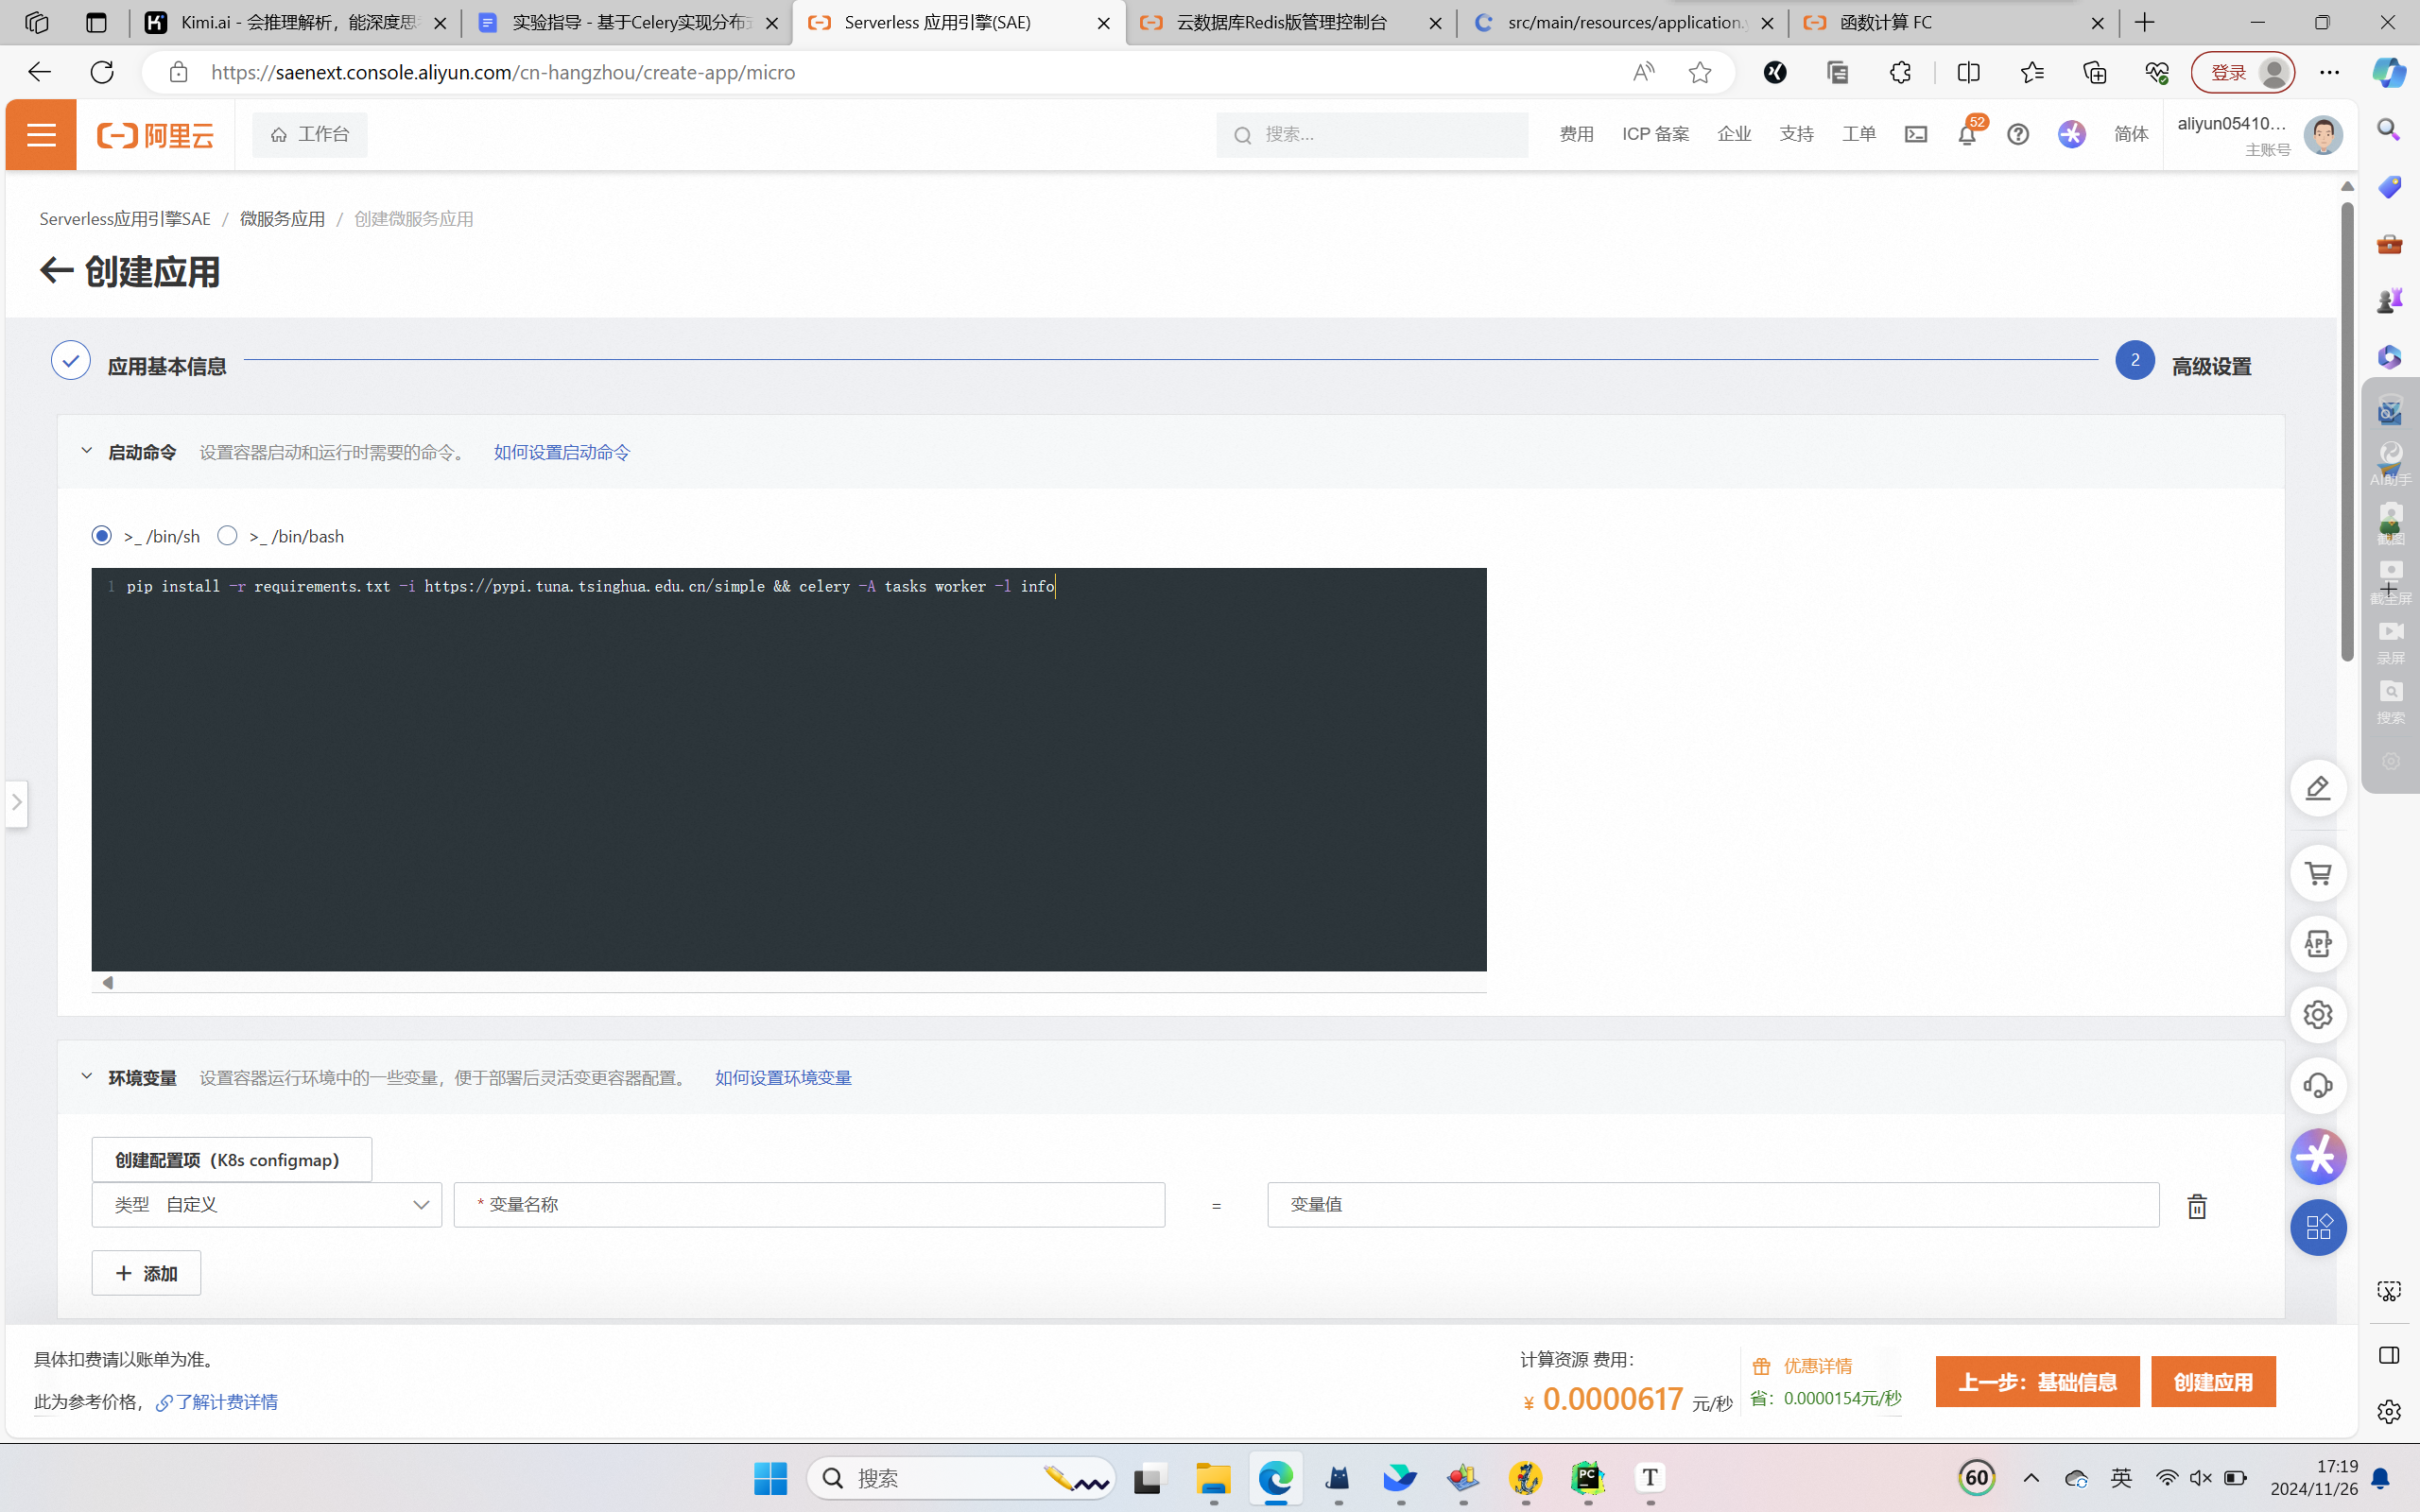 Kimi.ai - 会推理解析，能深度思
实验指导 - 基于Celery实现分布
Serverless 应用引擎(SAE)
云数据库Redis版管理控制台
src/main/resources/application.
函数计算 FC
https://saenext.console.aliyun.com/cn-hangzhou/create-app/micro
登录
阿里云
工作台
搜索...
费用
ICP 备案
企业
支持
工单
52
简体
aliyun05410...
主账号
Serverless应用引擎SAE / 微服务应用 / 创建微服务应用
创建应用
应用基本信息
2 高级设置
启动命令 设置容器启动和运行时需要的命令。 如何设置启动命令
>_ /bin/sh >_ /bin/bash
1 pip install -r requirements.txt -i https://pypi.tuna.tsinghua.edu.cn/simple && celery -A tasks worker -l info
AI助手
截图
截全屏
录屏
搜索
APP
环境变量 设置容器运行环境中的一些变量，便于部署后灵活变更容器配置。 如何设置环境变量
创建配置项（K8s configmap）
类型 自定义 * 变量名称 = 变量值
添加
具体扣费请以账单为准。
此为参考价格， 了解计费详情
计算资源 费用：
¥ 0.0000617 元/秒
优惠详情
省：0.0000154元/秒
上一步：基础信息
创建应用
搜索
PC
T
60
英
17:19
2024/11/26